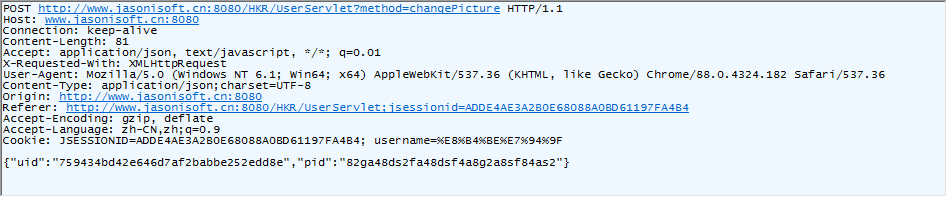 POST http://www.jasonisoft.cn:8080/HKR/UserServlet?method=changePicture HTTP/1.1
Host: www.jasonisoft.cn:8080
Connection: keep-alive
Content-Length: 81
Accept: application/json, text/javascript, */*; q=0.01
X-Requested-With: XMLHttpRequest
User-Agent: Mozilla/5.0 (Windows NT 6.1; Win64; x64) AppleWebKit/537.36 (KHTML, like Gecko) Chrome/88.0.4324.182 Safari/537.36
Content-Type: application/json;charset=UTF-8
Origin: http://www.jasonisoft.cn:8080
Referer: http://www.jasonisoft.cn:8080/HKR/UserServlet;jsessionid=ADDE4AE3A2B0E68088A0BD61197FA4B4
Accept-Encoding: gzip, deflate
Accept-Language: zh-CN,zh;q=0.9
Cookie: JSESSIONID=ADDE4AE3A2B0E68088A0BD61197FA4B4; username=%E8%B4%BE%E7%94%9F
{"uid":"759434bd42e646d7af2babbe252edd8e","pid":"82ga48ds2fa48dsf4a8g2a8sf84as2"}